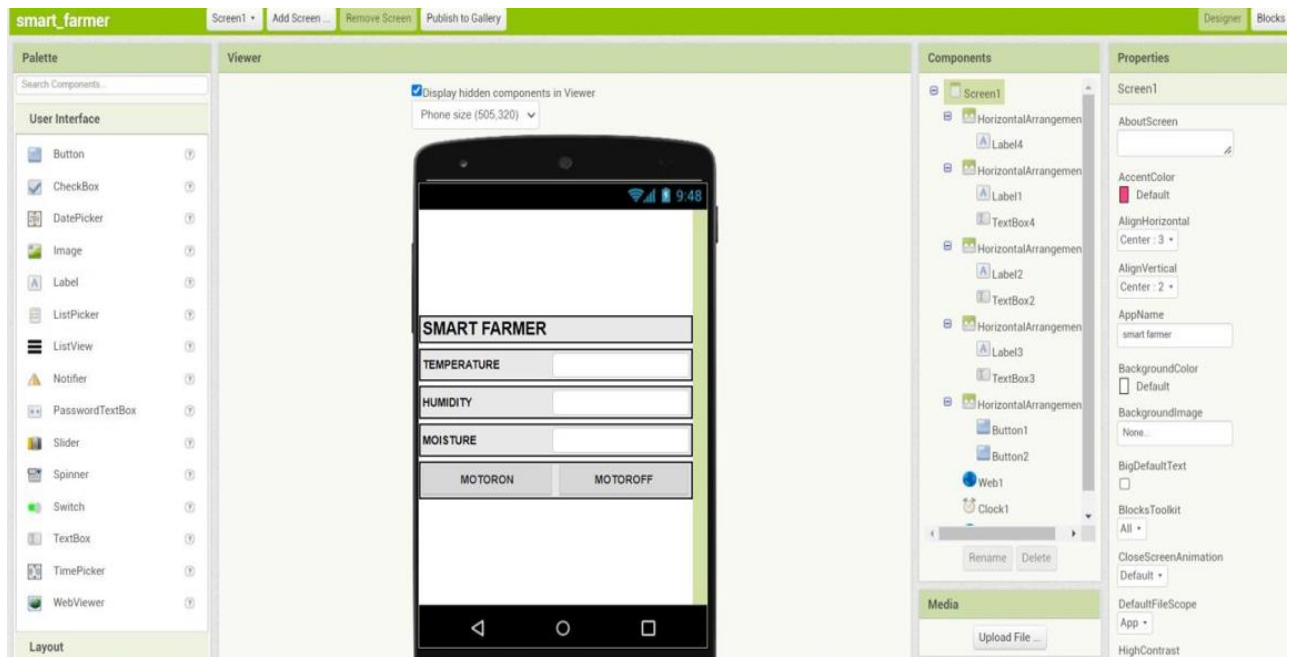 smart_farmer
Screen1
Add Screen ...
Remove Screen
Publish to Gallery
Designer
Blocks
Palette
Search Components...
User Interface
Button
CheckBox
DatePicker
Image
Label
ListPicker
ListView
Notifier
PasswordTextBox
Slider
Spinner
Switch
TextBox
TimePicker
WebViewer
Layout
Viewer
Display hidden components in Viewer
Phone size (505,320)
9:48
SMART FARMER
TEMPERATURE
HUMIDITY
MOISTURE
MOTORON
MOTOROFF
Components
Screen1
HorizontalArrangemen
Label4
HorizontalArrangemen
Label1
TextBox4
HorizontalArrangemen
Label2
TextBox2
HorizontalArrangemen
Label3
TextBox3
HorizontalArrangemen
Button1
Button2
Web1
Clock1
Rename
Delete
Media
Upload File ...
Properties
Screen1
AboutScreen
AccentColor
Default
AlignHorizontal
Center : 3
AlignVertical
Center : 2
AppName
smart farmer
BackgroundColor
Default
BackgroundImage
None...
BigDefaultText
BlocksToolkit
All
CloseScreenAnimation
Default
DefaultFileScope
App
HighContrast